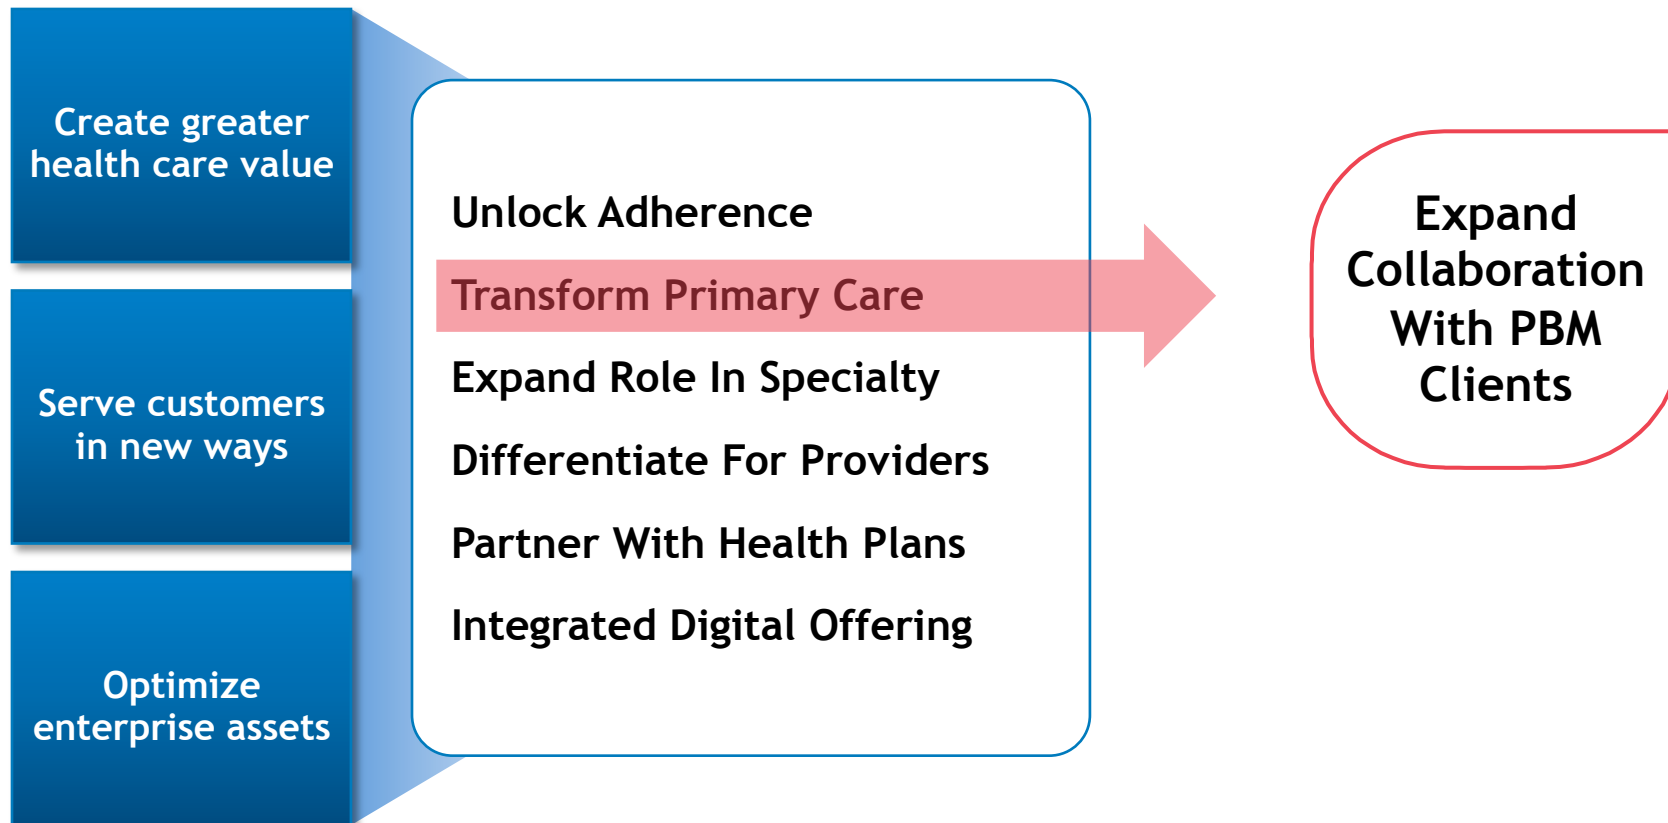 Create greater
health care value
Serve customers
in new ways
Optimize
enterprise assets
Unlock Adherence
Transform Primary Care
Expand Role In Specialty
Differentiate For Providers
Partner With Health Plans
Integrated Digital Offering
Expand
Collaboration
With PBM
Clients